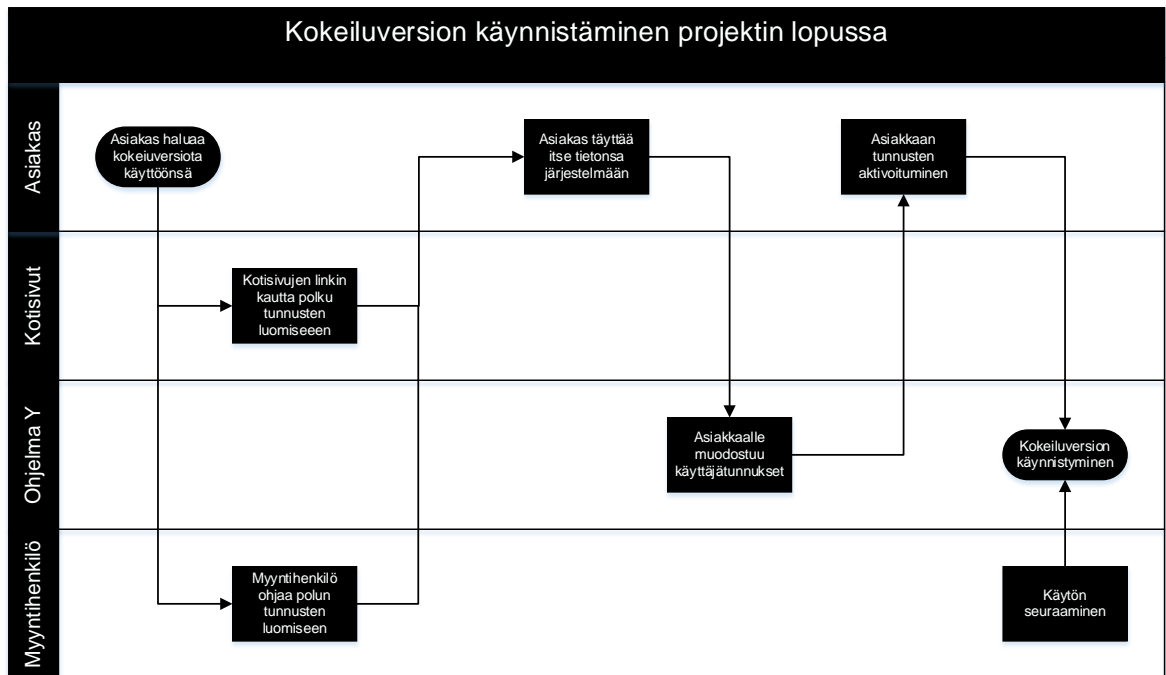 Kokeiluversion käynnistäminen projektin lopussa
Asiakas
Asiakas haluaa
kokeiuversiota
käyttöönsä
Asiakas täyttää
itse tietonsa
järjestelmään
Asiakkaan
tunnusten
aktivoituminen
Kotisivut
Kotisivujen linkin
kautta polku
tunnusten
luomiseeen
Ohjelma Y
Asiakkaalle
muodostuu
käyttäjätunnukset
Kokeiluversion
käynnistyminen
Myyntihenkilö
Myyntihenkilö
ohjaa polun
tunnusten
luomiseen
Käytön
seuraaminen